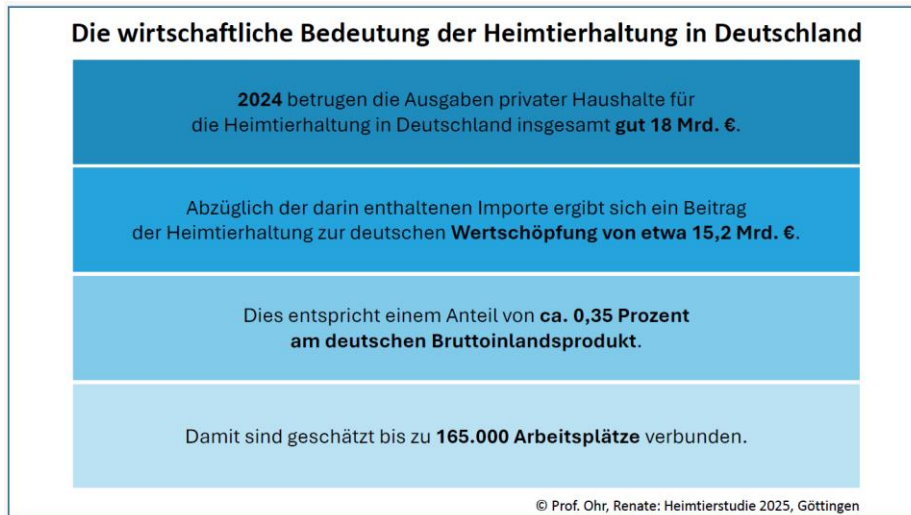 Die wirtschaftliche Bedeutung der Heimtierhaltung in Deutschland
2024 betrugen die Ausgaben privater Haushalte für
die Heimtierhaltung in Deutschland insgesamt gut 18 Mrd. €.
Abzüglich der darin enthaltenen Importe ergibt sich ein Beitrag
der Heimtierhaltung zur deutschen Wertschöpfung von etwa 15,2 Mrd. €.
Dies entspricht einem Anteil von ca. 0,35 Prozent
am deutschen Bruttoinlandsprodukt.
Damit sind geschätzt bis zu 165.000 Arbeitsplätze verbunden.
© Prof. Ohr, Renate: Heimtierstudie 2025, Göttingen